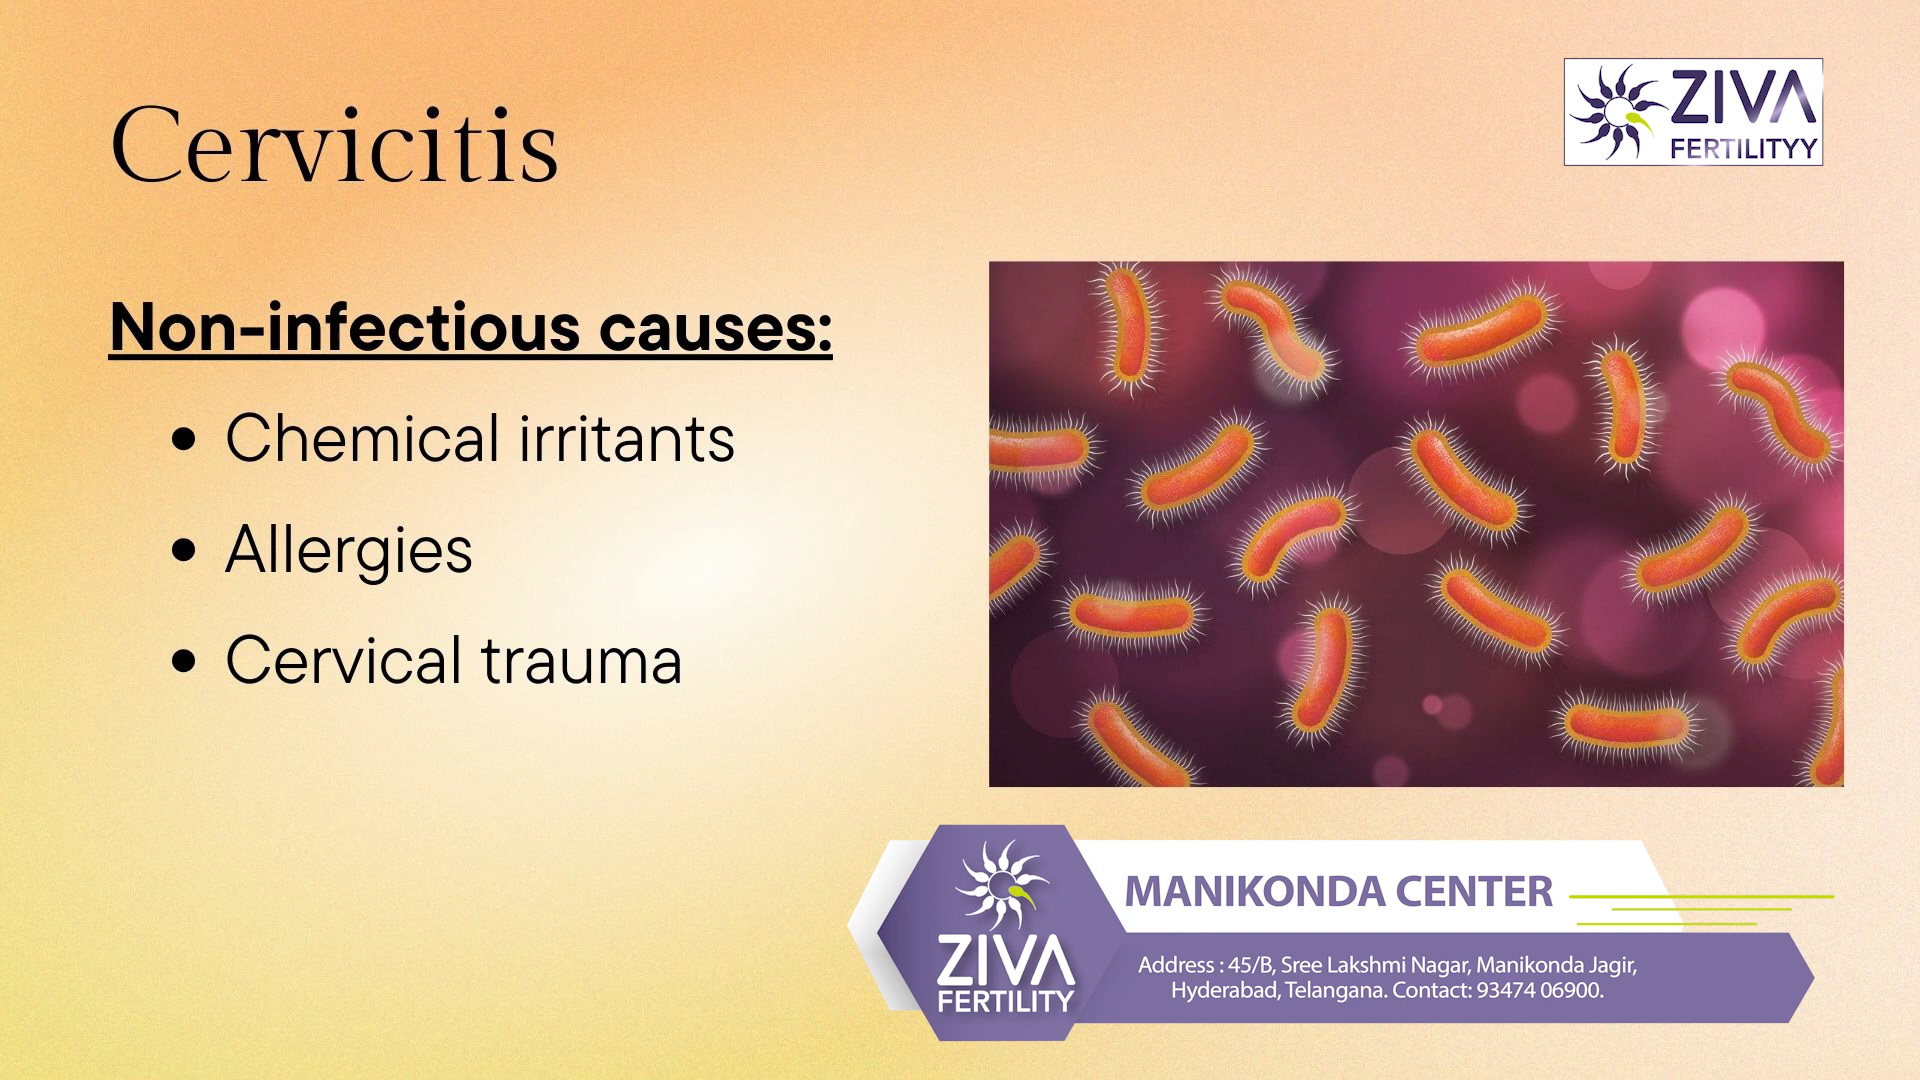 Cervicitis
ZIVA
FERTILITYY
Non-infectious causes:
• Chemical irritants
• Allergies
• Cervical trauma
ZIVA
FERTILITY
MANIKONDA CENTER
Address : 45/B, Sree Lakshmi Nagar, Manikonda Jagir,
Hyderabad, Telangana. Contact: 93474 06900.